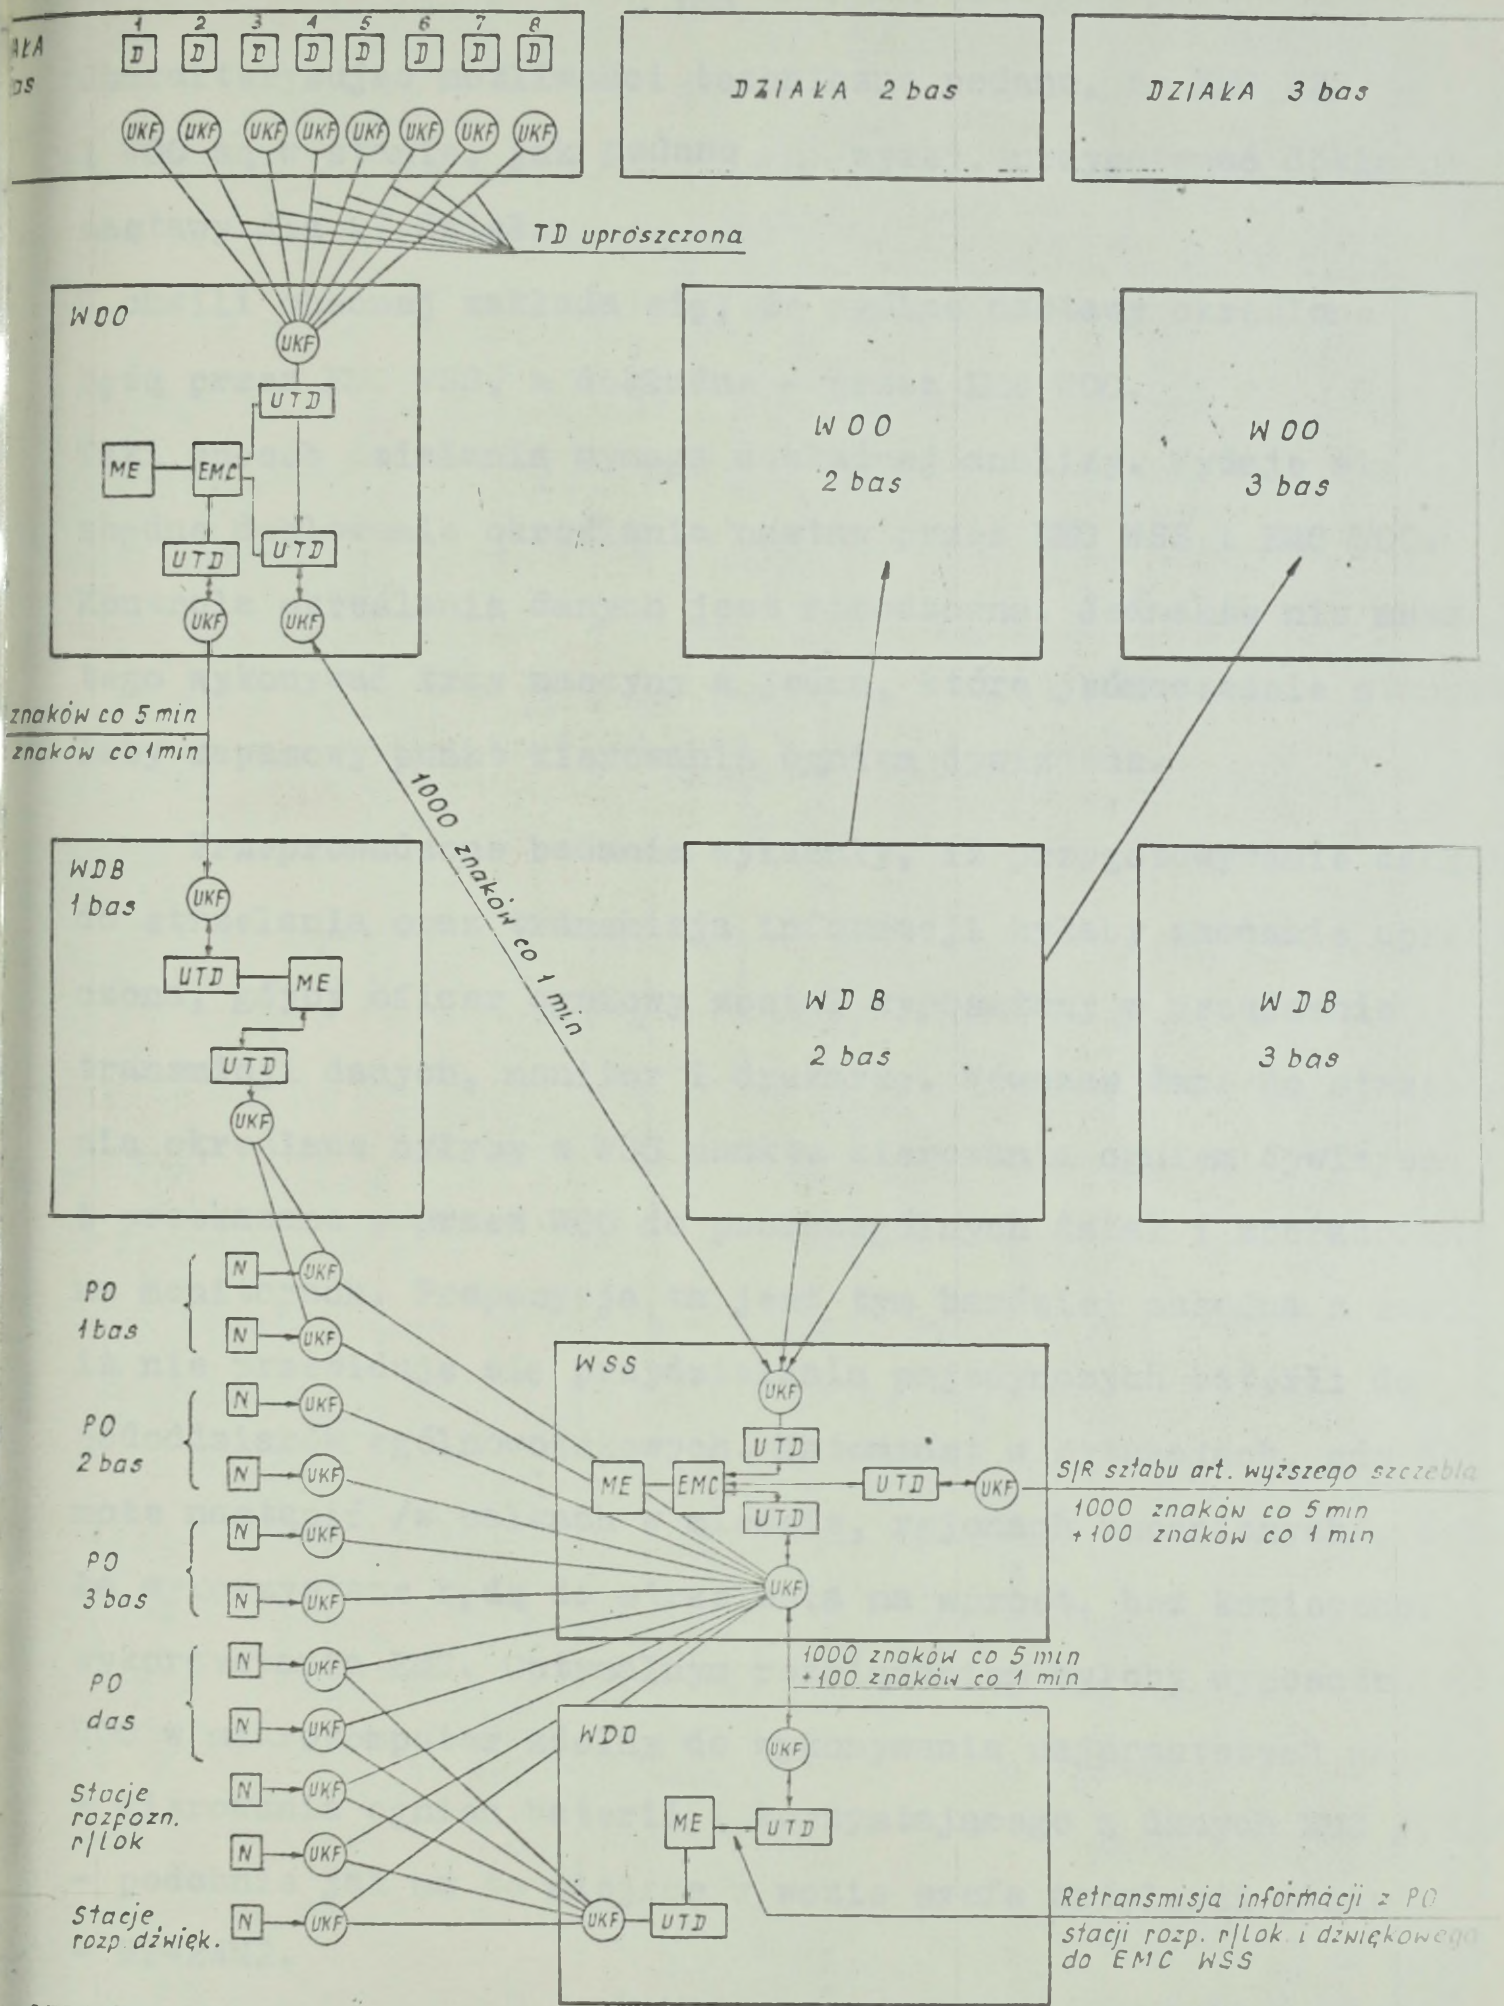 1 2 3 4 5 6 7 8
D D D D D D D D
UKF UKF UKF UKF UKF UKF UKF UKF
DZIAŁA 2 bas
DZIAŁA 3 bas
TD uproszczona
WOO
UKF
UTD
ME EMC
UTD UTD
UKF UKF
WOO
2 bas
WOO
3 bas
znaków co 5 min
znaków co 1 min
1000 znaków co 1 min
WDB
1 bas
UKF
UTD ME
UTD
UKF
WDB
2 bas
WDB
3 bas
PO
1 bas
N UKF
N UKF
PO
2 bas
N UKF
N UKF
PO
3 bas
N UKF
N UKF
PO
das
N UKF
N UKF
Stacje
rozpozn.
r/lok
N UKF
N UKF
Stacje
rozp. dźwięk.
N UKF
WSS
UKF
UTD
ME EMC UTD UKF
UTD
UKF
S/R sztabu art. wyższego szczebla
1000 znaków co 5 min
+100 znaków co 1 min
1000 znaków co 5 min
+100 znaków co 1 min
WDD
UKF
ME UTD
UKF UTD
Retransmisja informacji z PO
stacji rozp. r/lok i dźwiękowego
do EMC WSS